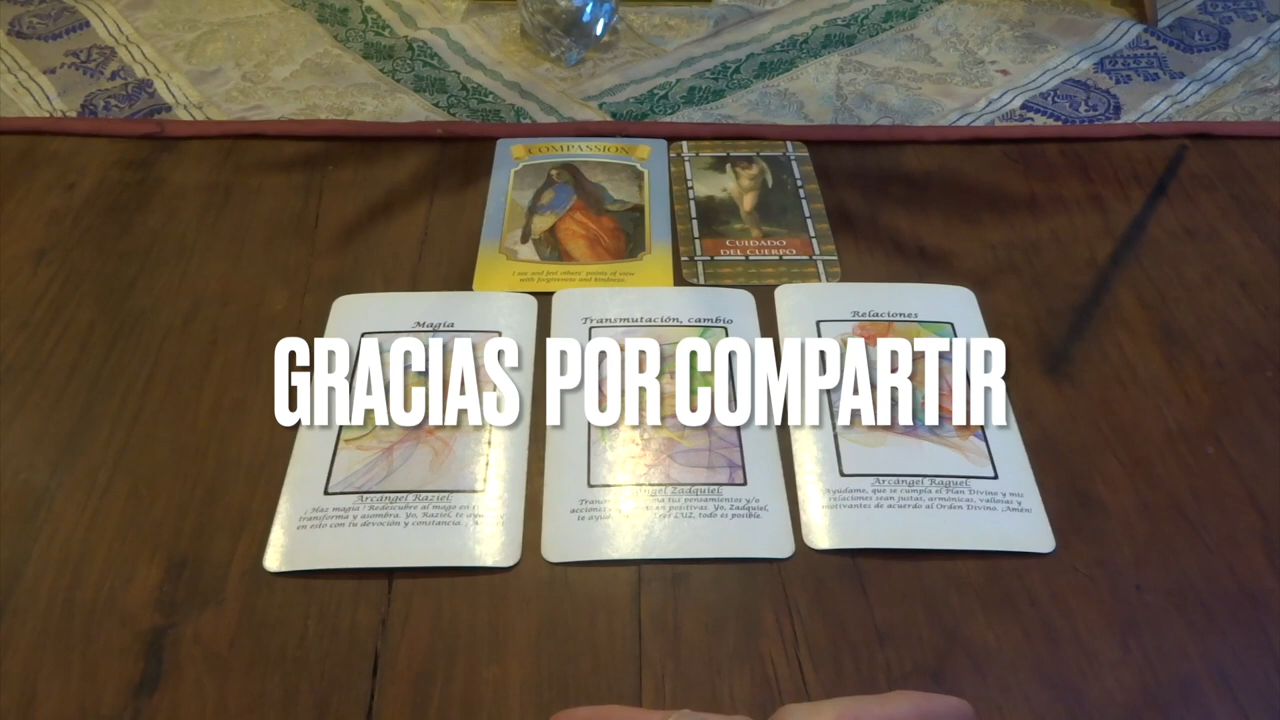 COMPASSION
I see and feel others' points of view
with forgiveness and kindness.
CUIDADO
DEL CUERPO
Magia
Transmutación, cambio
Relaciones
GRACIAS POR COMPARTIR
Arcángel Raziel:
¡Haz magia! Redescubre al mago en
transforma y asombra. Yo, Raziel, te
en esto con tu devoción y constancia.
Zadquiel:
tus pensamientos y/o
positivas. Yo, Zadquiel,
te LUZ, todo es posible.
Arcángel Raguel:
Ayúdame, que se cumpla el Plan Divino y mis
relaciones sean justas, armónicas, valiosas y
motivantes de acuerdo al Orden Divino. ¡Amén!